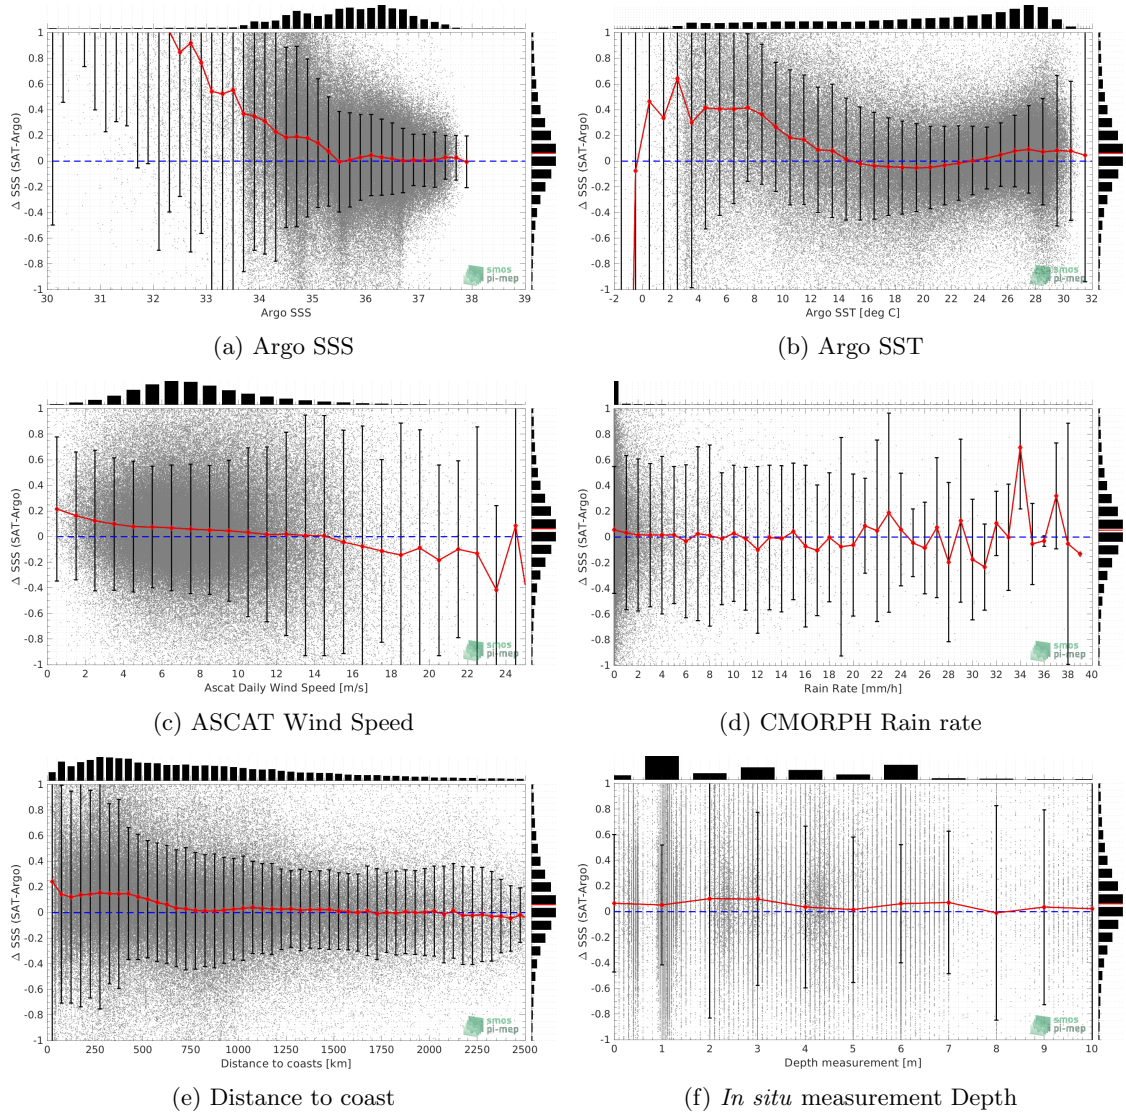 1
0.8
0.6
0.4
0.2
0
-0.2
-0.4
-0.6
-0.8
-1
Δ SSS (SAT-Argo)
30 31 32 33 34 35 36 37 38 39
Argo SSS
smos
pi-mep
(a) Argo SSS
1
0.8
0.6
0.4
0.2
0
-0.2
-0.4
-0.6
-0.8
-1
Δ SSS (SAT-Argo)
-2 0 2 4 6 8 10 12 14 16 18 20 22 24 26 28 30 32
Argo SST [deg C]
smos
pi-mep
(b) Argo SST
1
0.8
0.6
0.4
0.2
0
-0.2
-0.4
-0.6
-0.8
-1
Δ SSS (SAT-Argo)
0 2 4 6 8 10 12 14 16 18 20 22 24
Ascat Daily Wind Speed [m/s]
smos
pi-mep
(c) ASCAT Wind Speed
1
0.8
0.6
0.4
0.2
0
-0.2
-0.4
-0.6
-0.8
-1
Δ SSS (SAT-Argo)
0 2 4 6 8 10 12 14 16 18 20 22 24 26 28 30 32 34 36 38 40
Rain Rate [mm/h]
smos
pi-mep
(d) CMORPH Rain rate
1
0.8
0.6
0.4
0.2
0
-0.2
-0.4
-0.6
-0.8
-1
Δ SSS (SAT-Argo)
0 250 500 750 1000 1250 1500 1750 2000 2250 2500
Distance to coasts [km]
smos
pi-mep
(e) Distance to coast
1
0.8
0.6
0.4
0.2
0
-0.2
-0.4
-0.6
-0.8
-1
Δ SSS (SAT-Argo)
0 1 2 3 4 5 6 7 8 9 10
Depth measurement [m]
smos
pi-mep
(f) In situ measurement Depth